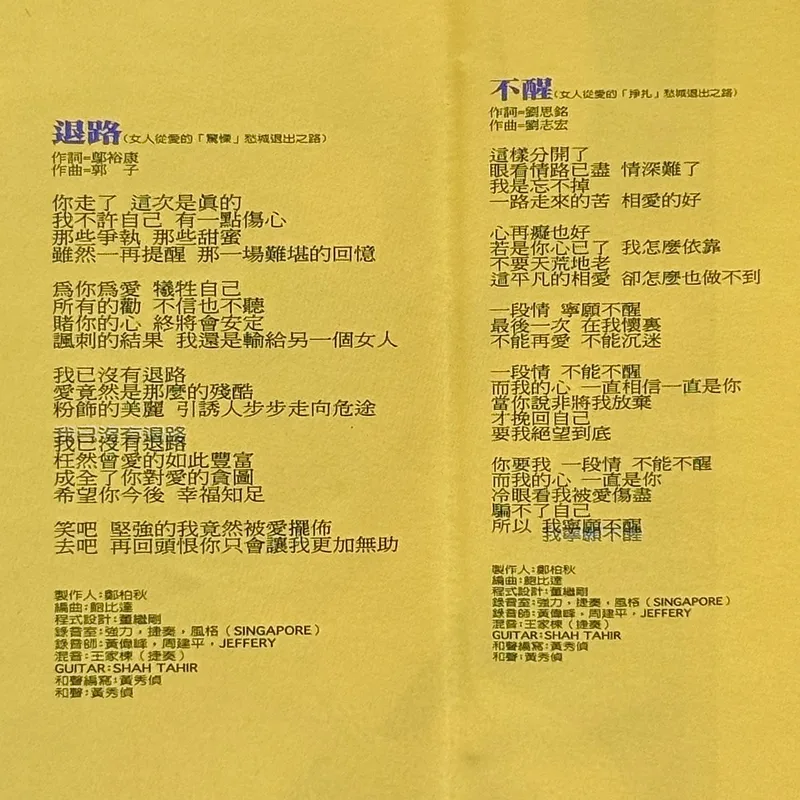 退路(女人從愛的「驚慄」愁城退出之路)
作詞=鄔裕康
作曲=郭　子
你走了 這次是眞的
我不許自己 有一點傷心
那些爭執 那些甜蜜
雖然一再提醒 那一場難堪的回憶
爲你爲愛 犧牲自己
所有的勸 不信也不聽
賭你的心 終將會安定
諷刺的結果 我還是輸給另一個女人
我已沒有退路
愛竟然是那麼的殘酷
粉飾的美麗 引誘人步步走向危途
我已沒有退路
我已沒有退路
枉然曾愛的如此豐富
成全了你對愛的貪圖
希望你今後 幸福知足
笑吧 堅強的我竟然被愛擺佈
去吧 再回頭恨你只會讓我更加無助
製作人:鄭柏秋
編曲:鮑比達
程式設計:董繼剛
錄音室:強力，捷奏，風格(SINGAPORE)
錄音師:黃偉峰，周建平，JEFFERY
混音:王家棟(捷奏)
GUITAR:SHAH TAHIR
和聲編寫:黃秀偵
和聲:黃秀偵
不醒(女人從愛的「掙扎」愁城退出之路)
作詞=劉思銘
作曲=劉志宏
這樣分開了
眼看情路已盡 情深難了
我是忘不掉
一路走來的苦 相愛的好
心再癡也好
若是你心已了 我怎麼依靠
不要天荒地老
這平凡的相愛 卻怎麼也做不到
一段情 寧願不醒
最後一次 在我懷裏
不能再愛 不能沉迷
一段情 不能不醒
而我的心 一直相信一直是你
當你說非將我放棄
才挽回自己
要我絕望到底
你要我 一段情 不能不醒
而我的心 一直是你
冷眼看我被愛傷盡
騙不了自己
所以 我寧願不醒
我寧願不醒
製作人:鄭柏秋
編曲:鮑比達
程式設計:董繼剛
錄音室:強力，捷奏，風格(SINGAPORE)
錄音師:黃偉峰，周建平，JEFFERY
混音:王家棟(捷奏)
GUITAR:SHAH TAHIR
和聲編寫:黃秀偵
和聲:黃秀偵